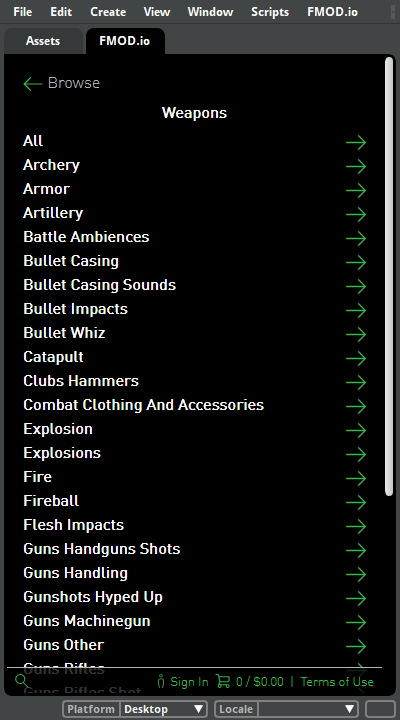 File Edit Create View Window Scripts FMOD.io
Assets FMOD.io
Browse
Weapons
All
Archery
Armor
Artillery
Battle Ambiences
Bullet Casing
Bullet Casing Sounds
Bullet Impacts
Bullet Whiz
Catapult
Clubs Hammers
Combat Clothing And Accessories
Explosion
Explosions
Fire
Fireball
Flesh Impacts
Guns Handguns Shots
Guns Handling
Gunshots Hyped Up
Guns Machinegun
Guns Other
Guns Rifles
Sign In 0 / $0.00 | Terms of Use
Guns Rifles Shot
Platform Desktop Locale